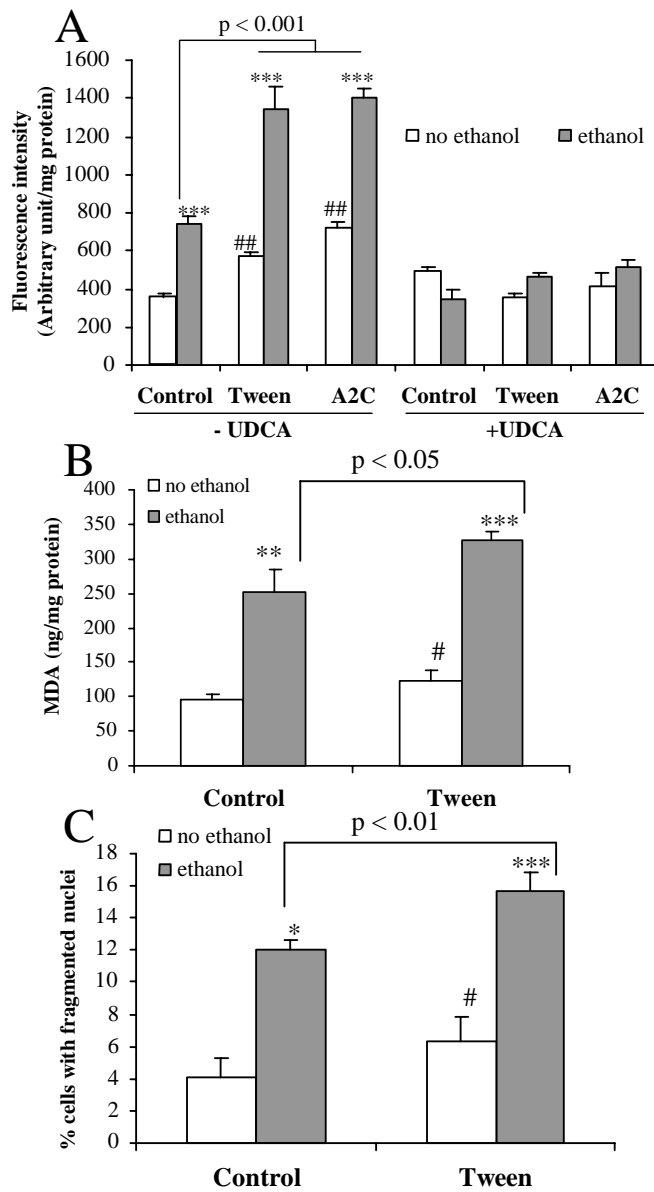 A
p < 0.001
Fluorescence intensity
(Arbitrary unit/mg protein)
1600
1400
1200
1000
800
600
400
200
0
*** *** ***
## ##
no ethanol ethanol
Control Tween A2C Control Tween A2C
- UDCA +UDCA
B
p < 0.05
no ethanol
ethanol
MDA (ng/mg protein)
400
350
300
250
200
150
100
50
0
** # ***
Control Tween
C
p < 0.01
no ethanol
ethanol
% cells with fragmented nuclei
18
16
14
12
10
8
6
4
2
0
* # ***
Control Tween